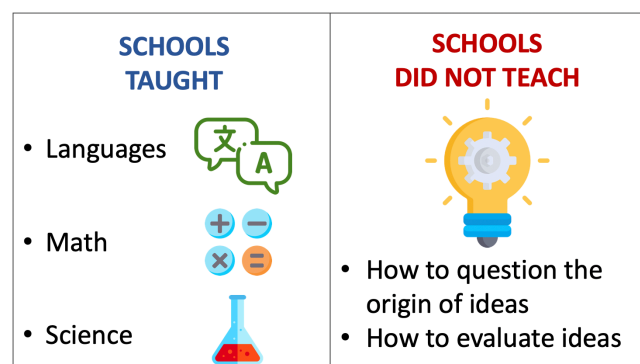 SCHOOLS
TAUGHT
• Languages
文
A
• Math
+ −
× =
• Science
SCHOOLS
DID NOT TEACH
• How to question the
origin of ideas
• How to evaluate ideas